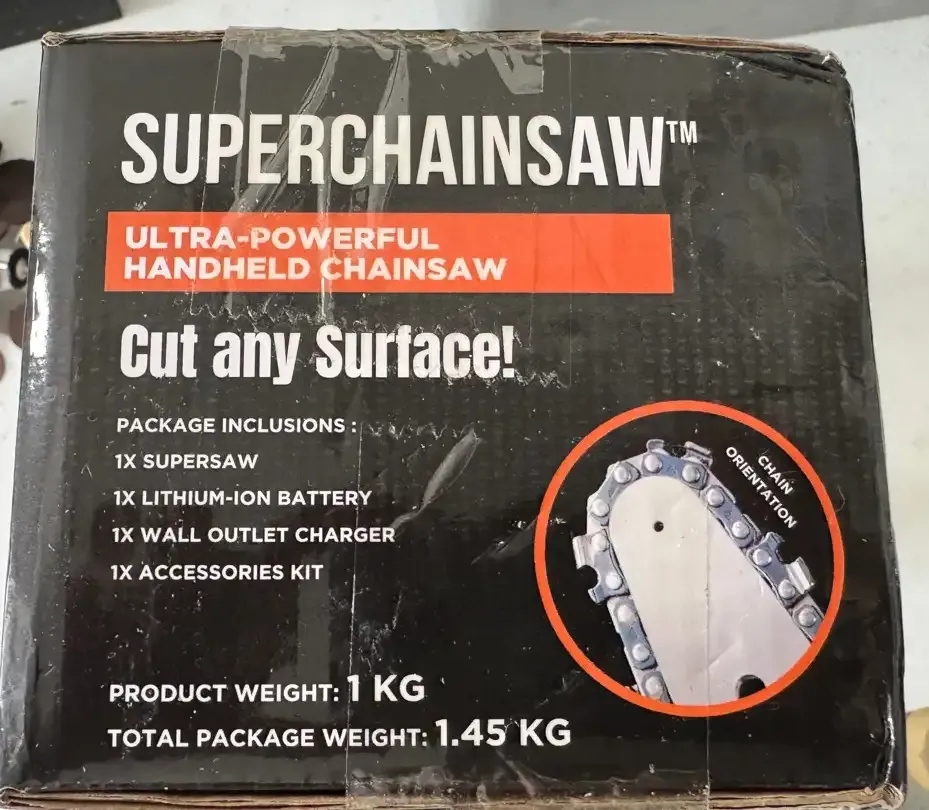 SUPERCHAINSAW™
ULTRA-POWERFUL
HANDHELD CHAINSAW
Cut any Surface!
PACKAGE INCLUSIONS :
1X SUPERSAW
1X LITHIUM-ION BATTERY
1X WALL OUTLET CHARGER
1X ACCESSORIES KIT
CHAIN
ORIENTATION
PRODUCT WEIGHT: 1 KG
TOTAL PACKAGE WEIGHT: 1.45 KG